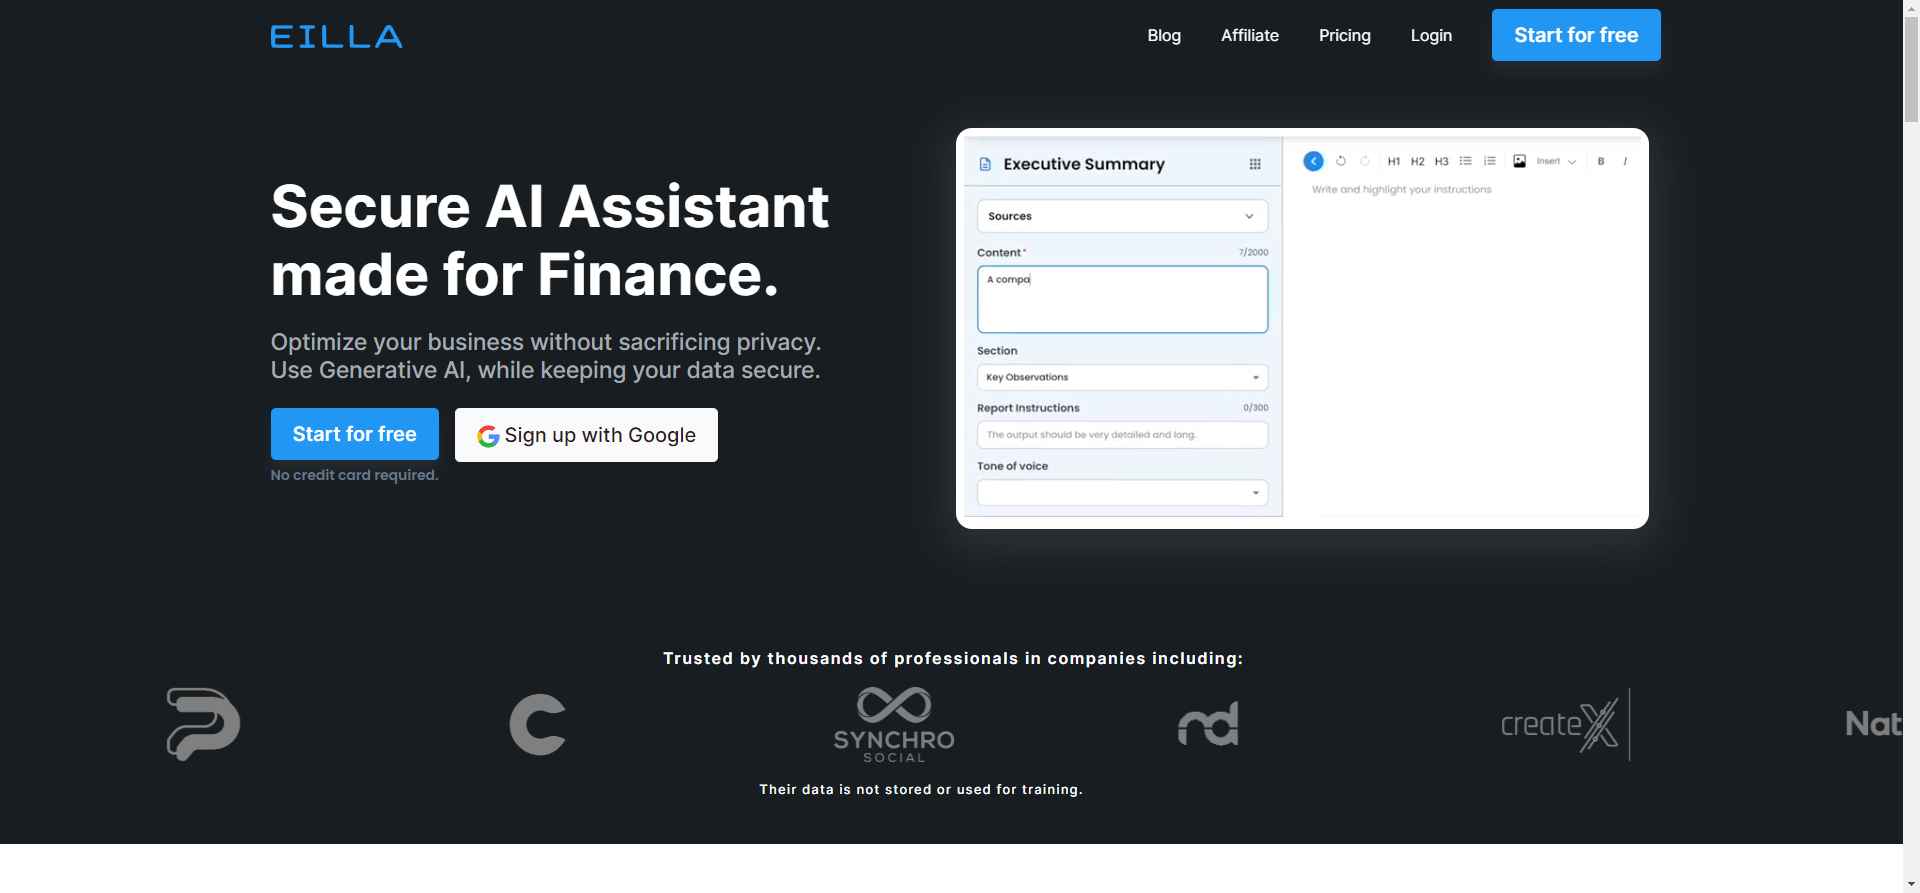 EILLA
Blog
Affiliate
Pricing
Login
Start for free
Secure AI Assistant
made for Finance.
Optimize your business without sacrificing privacy.
Use Generative AI, while keeping your data secure.
Start for free
Sign up with Google
No credit card required.
Executive Summary
Sources
Content*
7/2000
A compa
Section
Key Observations
Report Instructions
0/300
The output should be very detailed and long.
Tone of voice
H1 H2 H3
Insert
B I
Write and highlight your instructions
Trusted by thousands of professionals in companies including:
SYNCHRO
SOCIAL
createX
Nat
Their data is not stored or used for training.